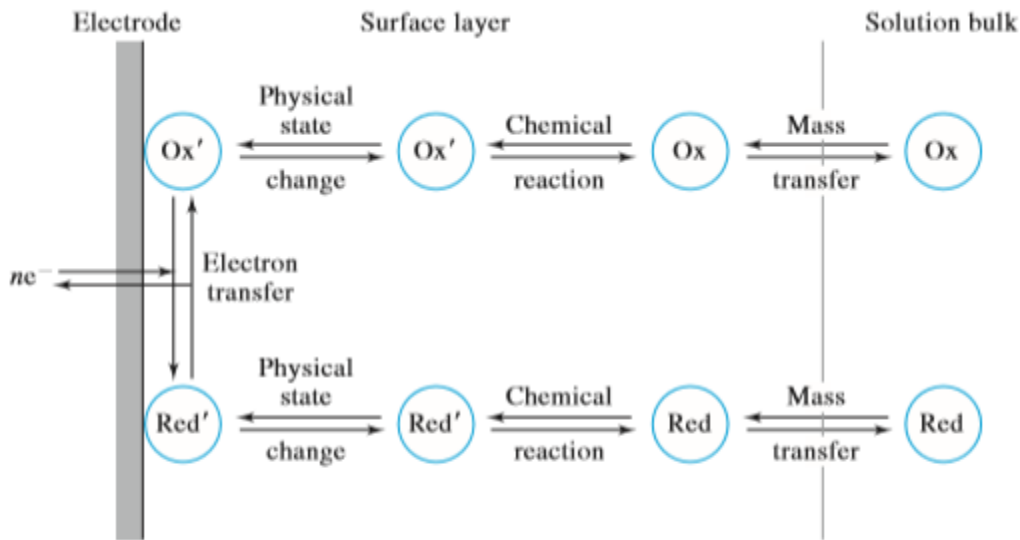 Electrode Surface layer Solution bulk
Physical
state Chemical Mass
Ox′ Ox′ Ox Ox
change reaction transfer
ne⁻ Electron
transfer
Physical
state Chemical Mass
Red′ Red′ Red Red
change reaction transfer